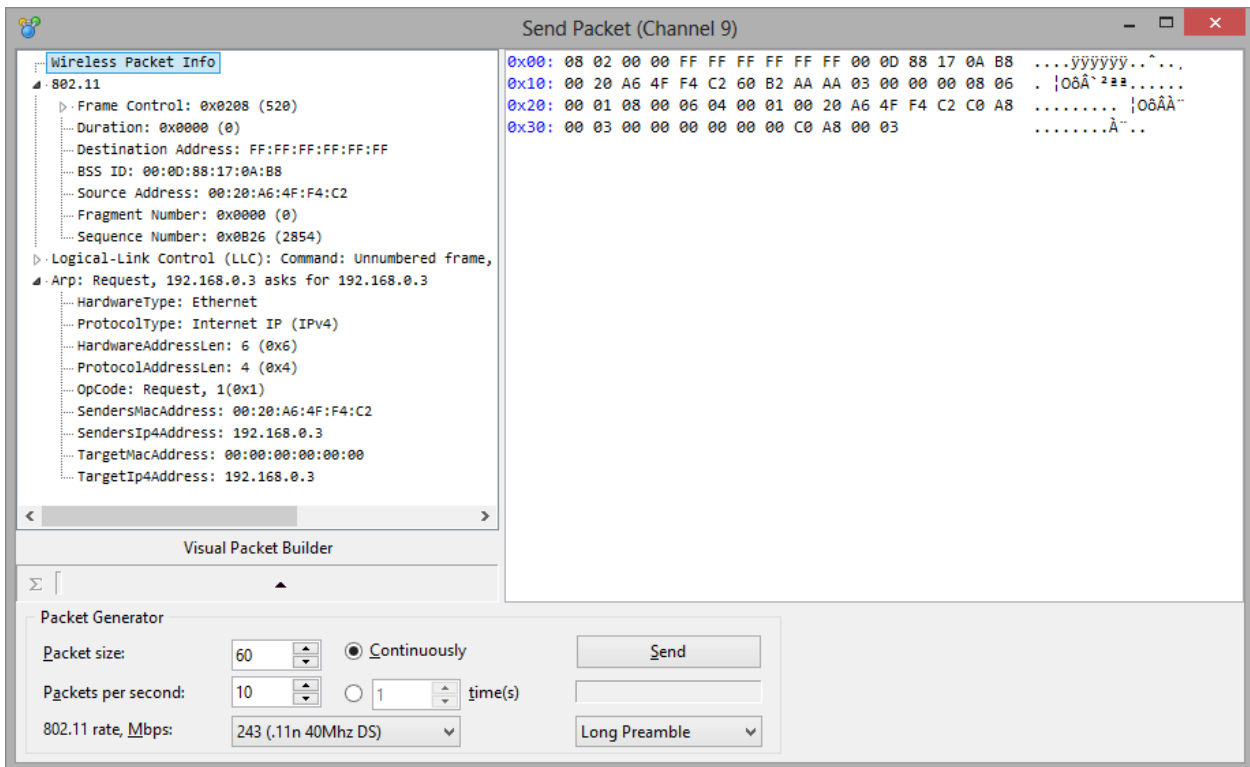 Send Packet (Channel 9)
Wireless Packet Info
802.11
Frame Control: 0x0208 (520)
Duration: 0x0000 (0)
Destination Address: FF:FF:FF:FF:FF:FF
BSS ID: 00:0D:88:17:0A:B8
Source Address: 00:20:A6:4F:F4:C2
Fragment Number: 0x0000 (0)
Sequence Number: 0x0B26 (2854)
Logical-Link Control (LLC): Command: Unnumbered frame,
Arp: Request, 192.168.0.3 asks for 192.168.0.3
HardwareType: Ethernet
ProtocolType: Internet IP (IPv4)
HardwareAddressLen: 6 (0x6)
ProtocolAddressLen: 4 (0x4)
OpCode: Request, 1(0x1)
SendersMacAddress: 00:20:A6:4F:F4:C2
SendersIp4Address: 192.168.0.3
TargetMacAddress: 00:00:00:00:00:00
TargetIp4Address: 192.168.0.3
0x00: 08 02 00 00 FF FF FF FF FF FF 00 0D 88 17 0A B8 ....ÿÿÿÿÿÿ..ˆ..¸
0x10: 00 20 A6 4F F4 C2 60 B2 AA AA 03 00 00 00 08 06 . ¦OôÂ`²ªª......
0x20: 00 01 08 00 06 04 00 01 00 20 A6 4F F4 C2 C0 A8 ......... ¦OôÂÀ¨
0x30: 00 03 00 00 00 00 00 00 C0 A8 00 03 ........À¨..
Visual Packet Builder
Σ
Packet Generator
Packet size: 60 Continuously Send
Packets per second: 10 1 time(s)
802.11 rate, Mbps: 243 (.11n 40Mhz DS) Long Preamble